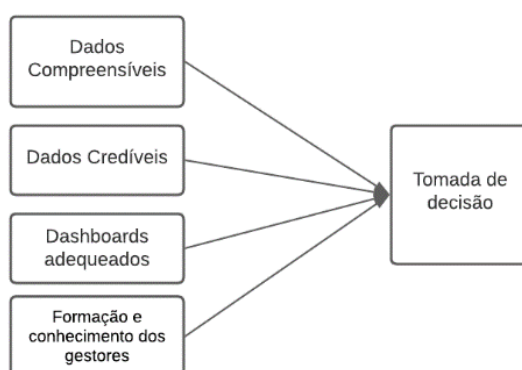 Dados
Compreensíveis
Dados Credíveis
Dashboards
adequeados
Formação e
conhecimento dos
gestores
Tomada de
decisão